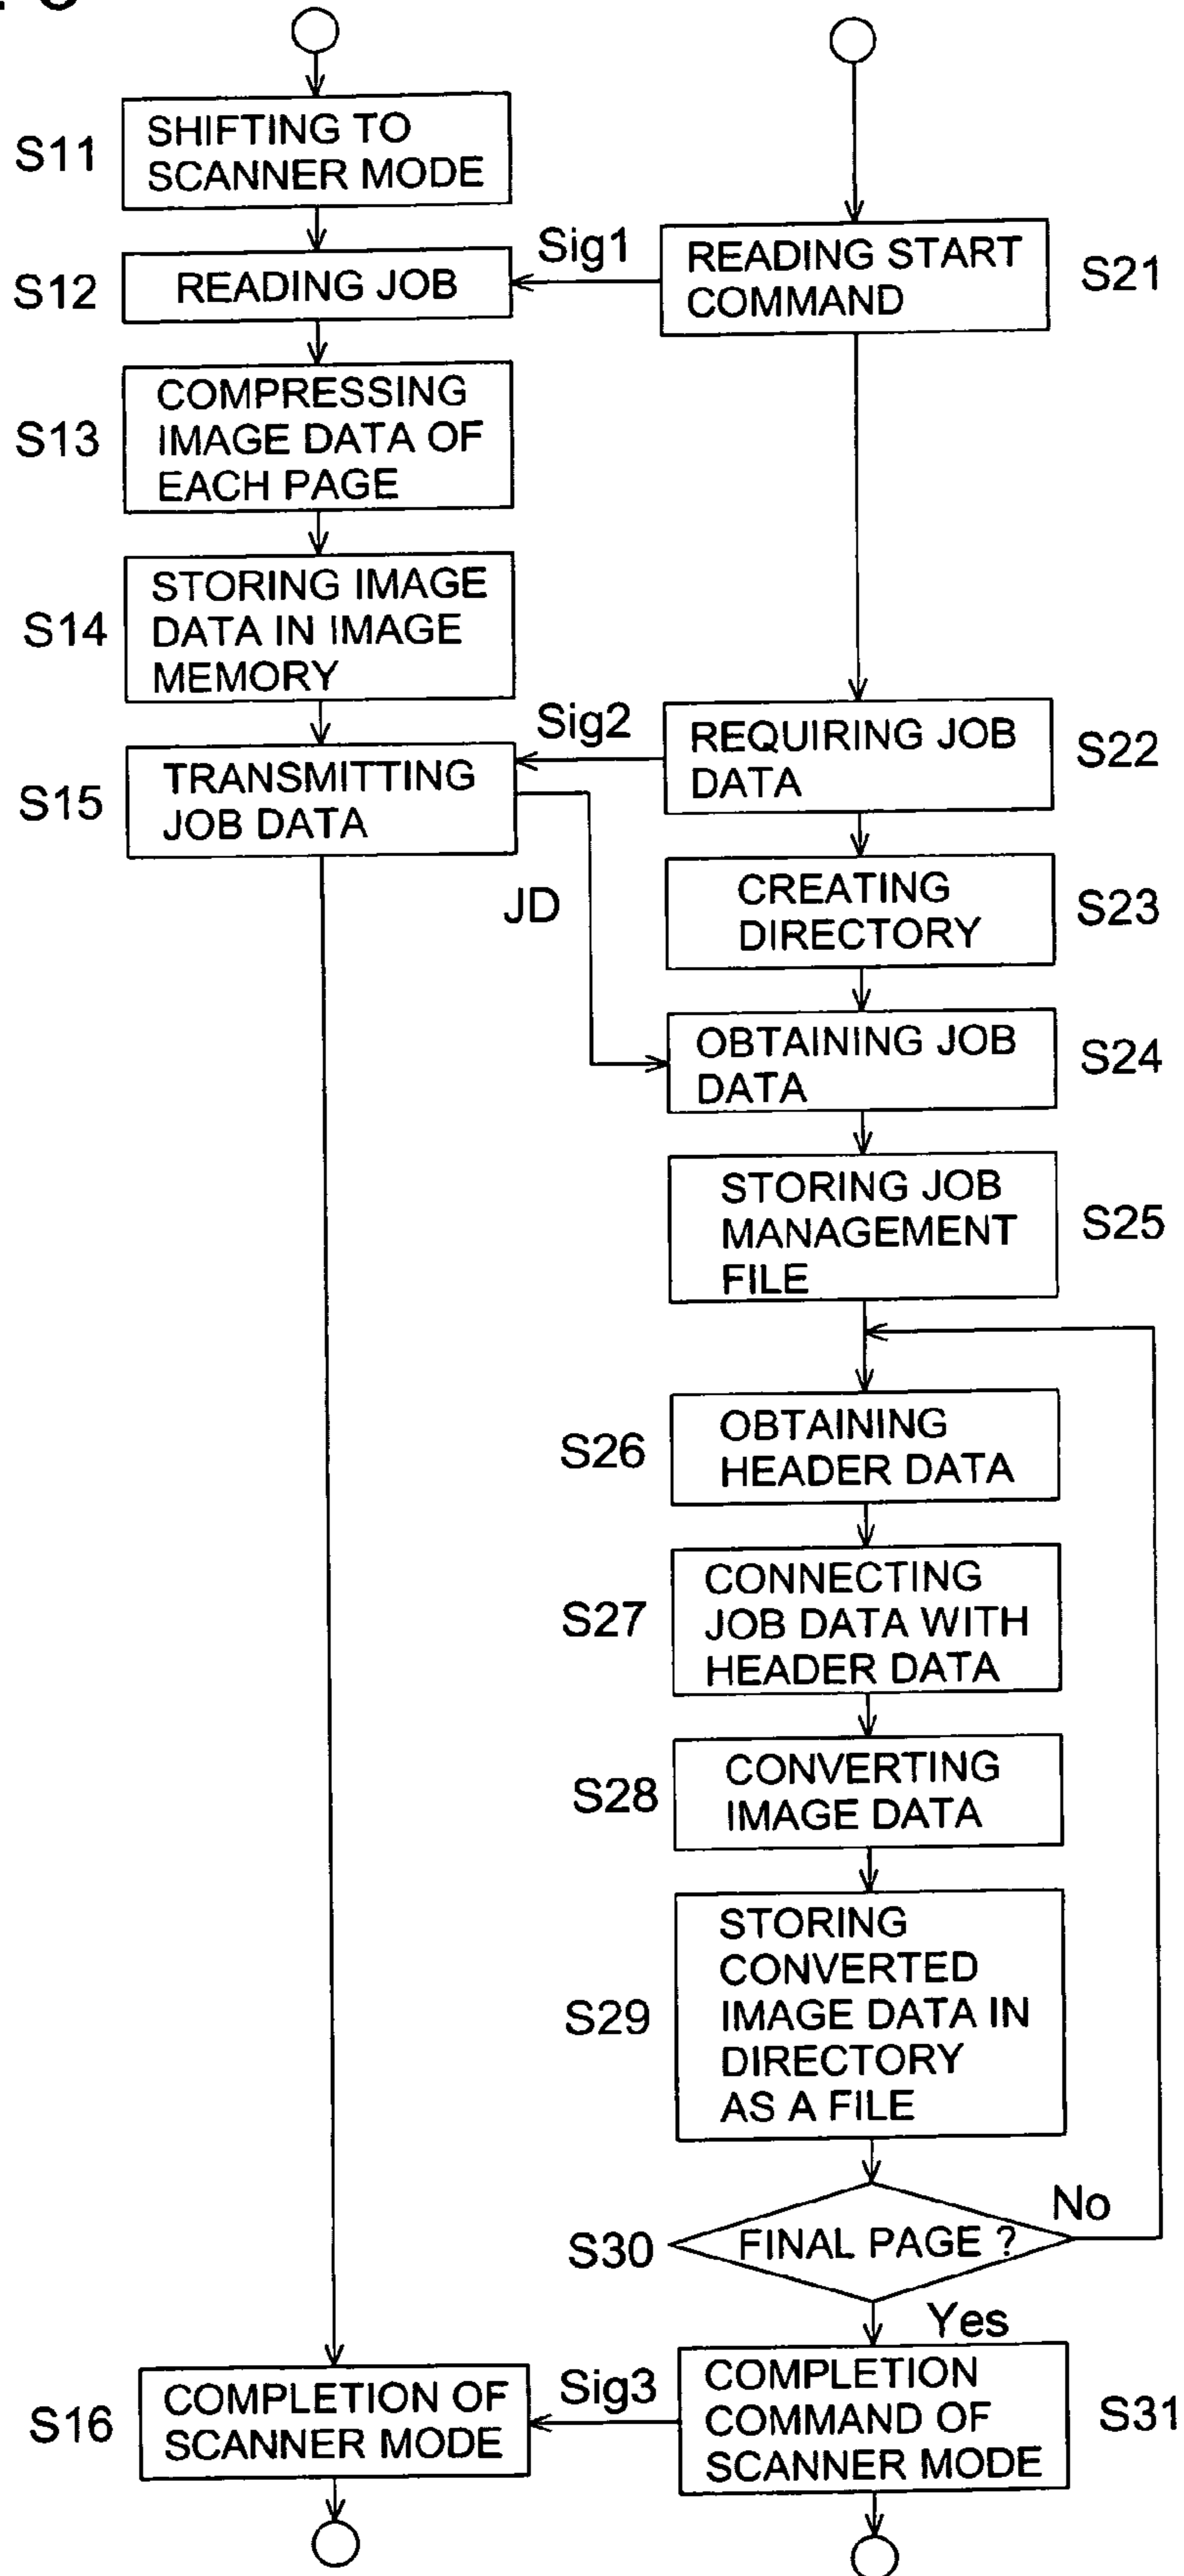 S11
SHIFTING TO
SCANNER MODE
S12
READING JOB
Sig1
READING START
COMMAND
S21
S13
COMPRESSING
IMAGE DATA OF
EACH PAGE
S14
STORING IMAGE
DATA IN IMAGE
MEMORY
S15
TRANSMITTING
JOB DATA
Sig2
REQUIRING JOB
DATA
S22
JD
CREATING
DIRECTORY
S23
OBTAINING JOB
DATA
S24
STORING JOB
MANAGEMENT
FILE
S25
S26
OBTAINING
HEADER DATA
S27
CONNECTING
JOB DATA WITH
HEADER DATA
S28
CONVERTING
IMAGE DATA
S29
STORING
CONVERTED
IMAGE DATA IN
DIRECTORY
AS A FILE
S30
FINAL PAGE ?
No
Yes
S16
COMPLETION OF
SCANNER MODE
Sig3
COMPLETION
COMMAND OF
SCANNER MODE
S31